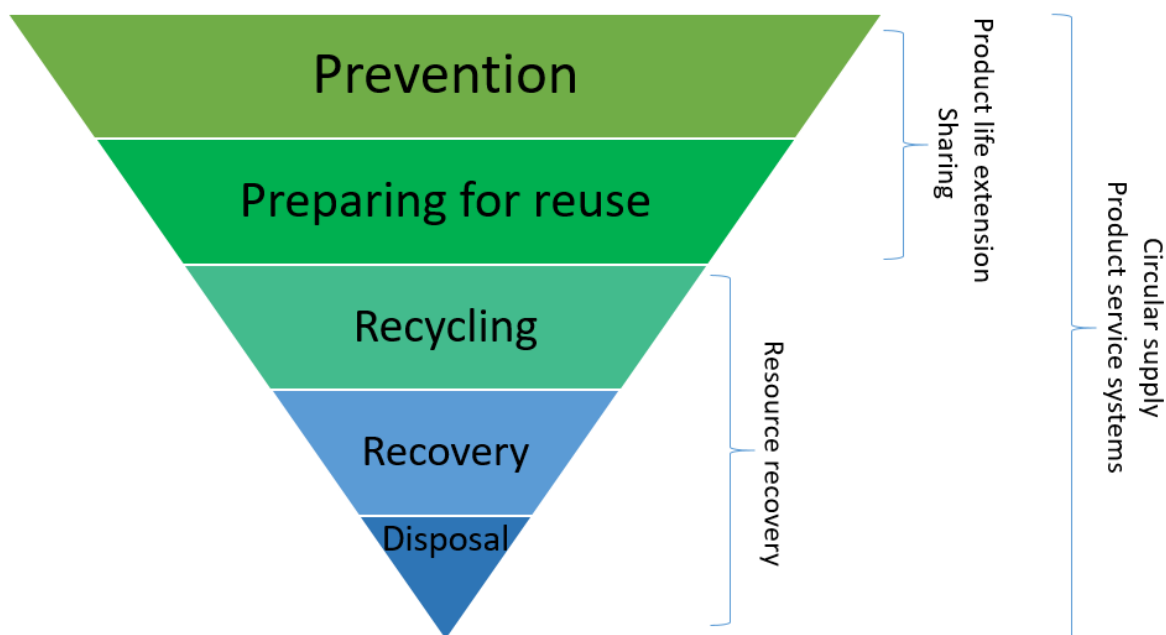 Prevention
Preparing for reuse
Recycling
Recovery
Disposal
Product life extension
Sharing
Resource recovery
Circular supply
Product service systems